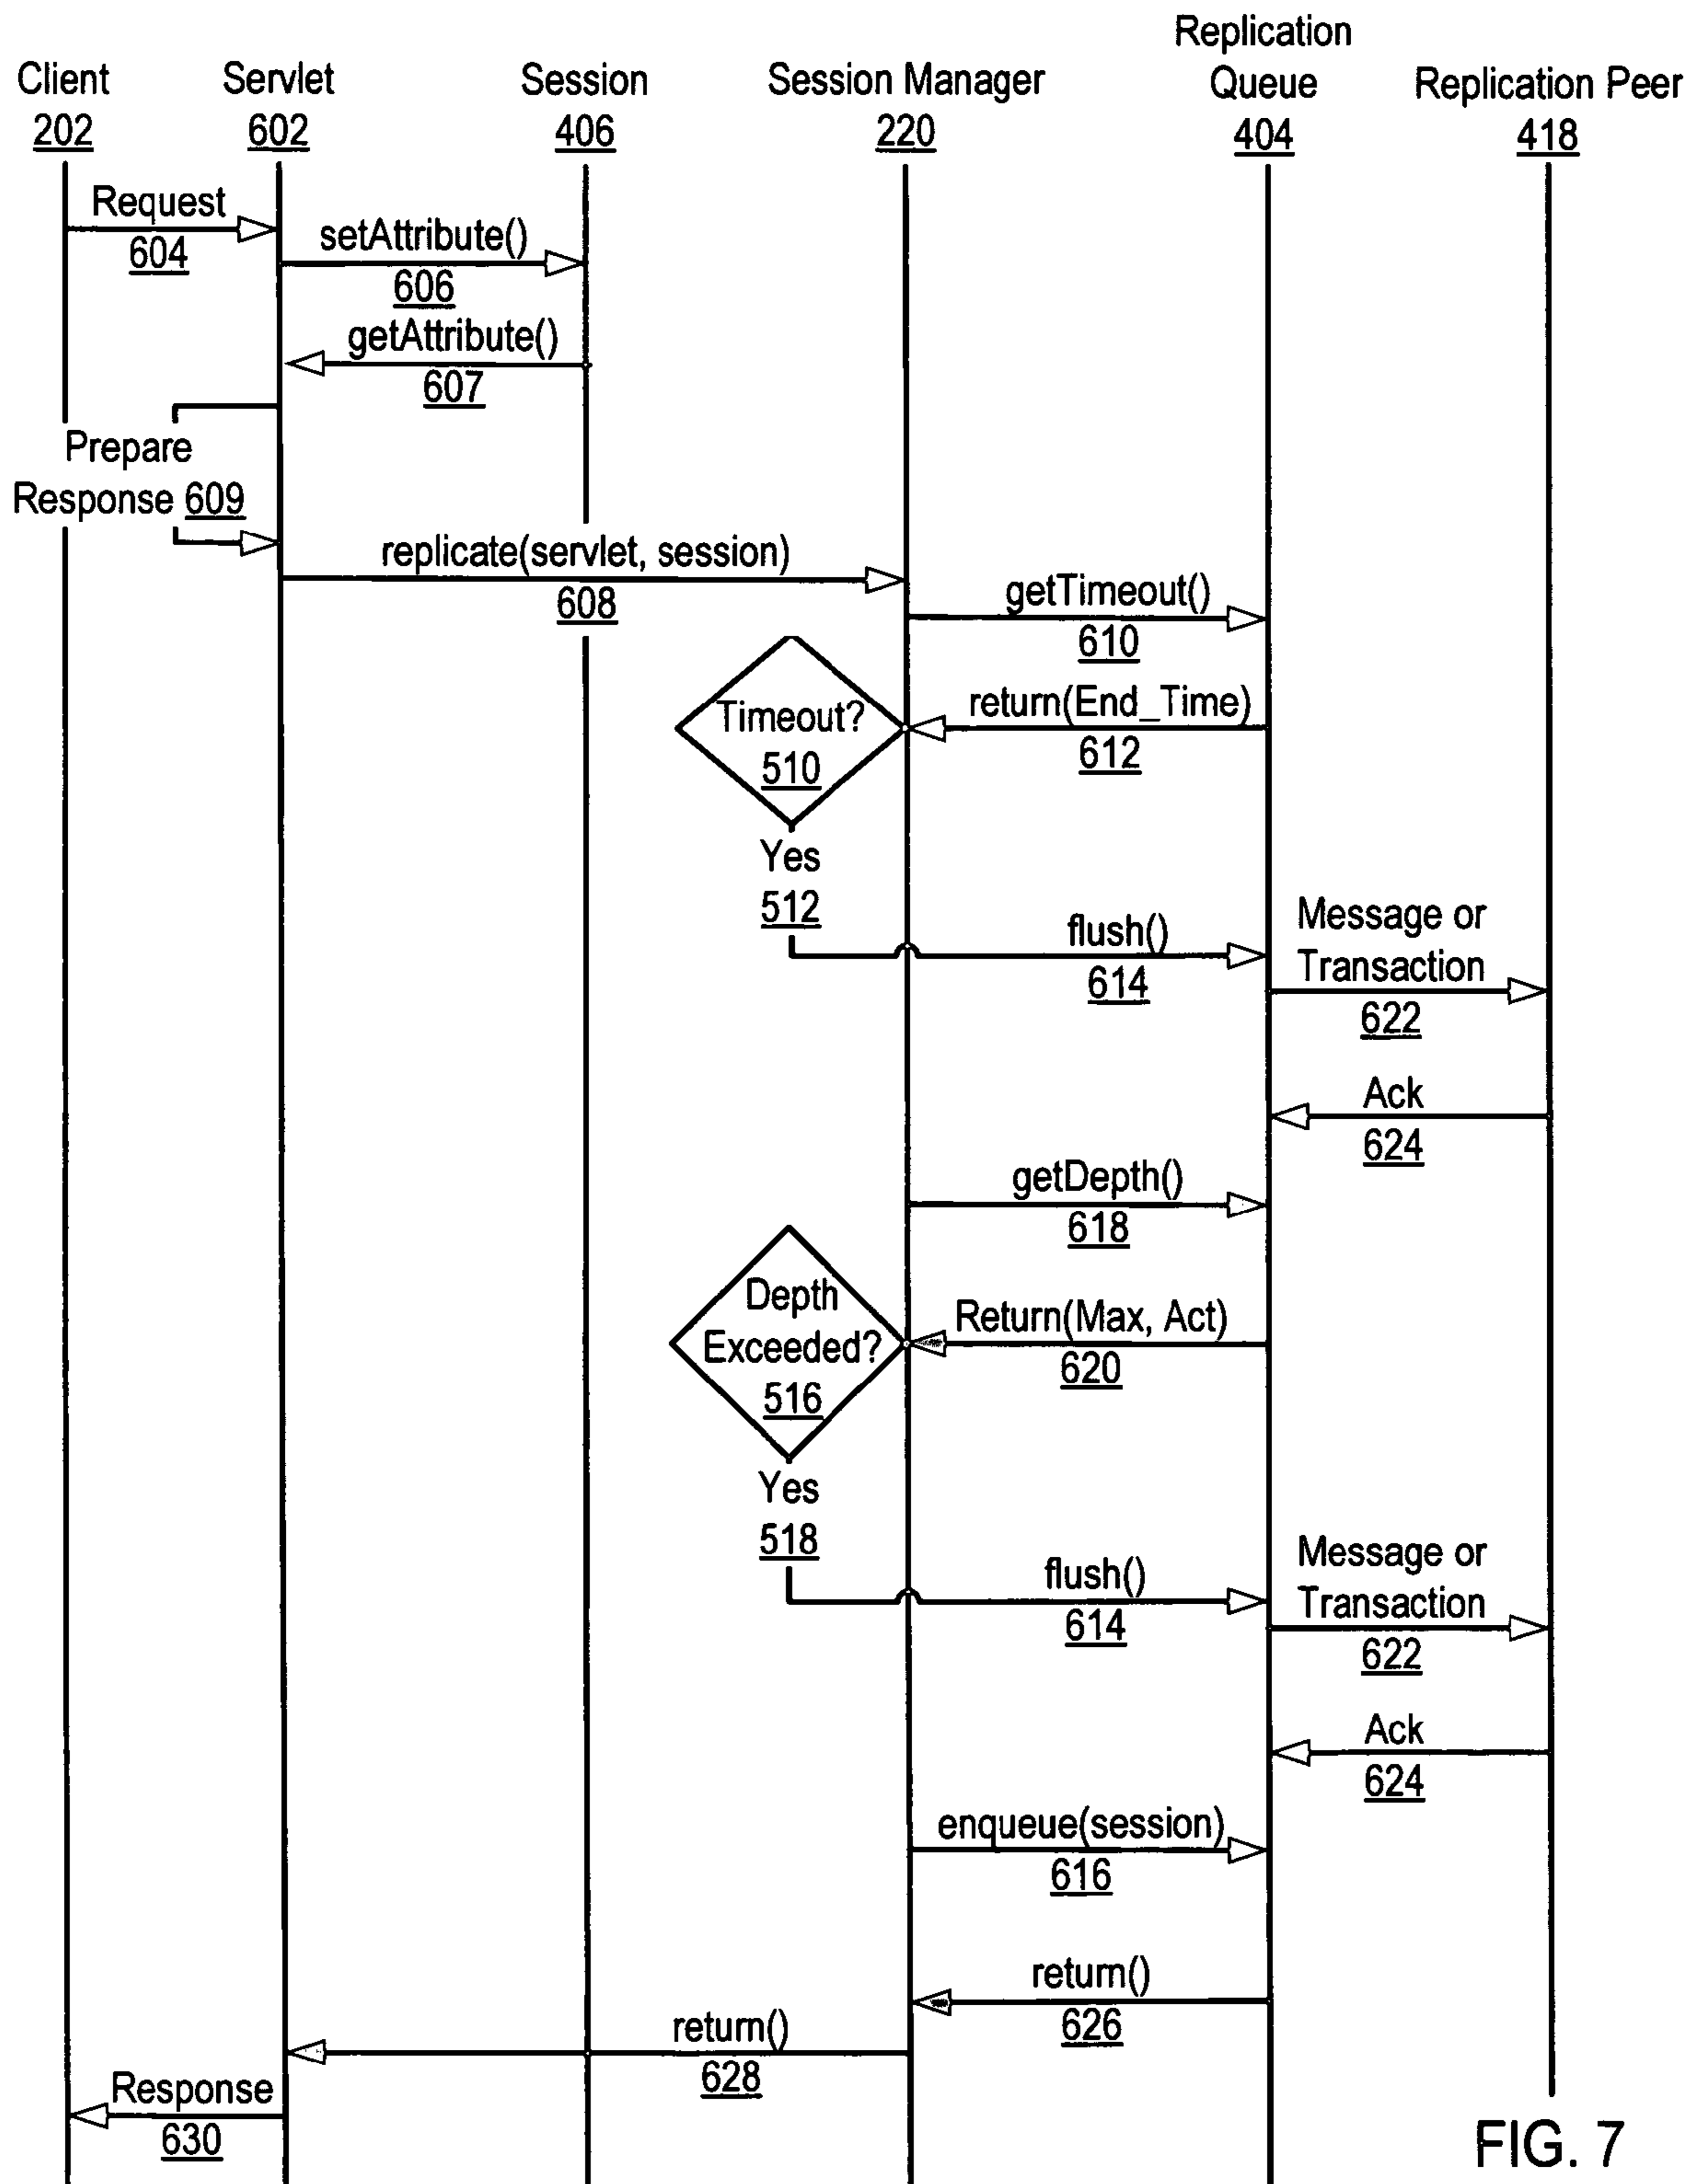 Client
202
Servlet
602
Session
406
Session Manager
220
Replication
Queue
404
Replication Peer
418
Request
604
setAttribute()
606
getAttribute()
607
Prepare
Response 609
replicate(servlet, session)
608
getTimeout()
610
Timeout?
510
return(End_Time)
612
Yes
512
flush()
614
Message or
Transaction
622
Ack
624
getDepth()
618
Depth
Exceeded?
516
Return(Max, Act)
620
Yes
518
flush()
614
Message or
Transaction
622
Ack
624
enqueue(session)
616
return()
626
return()
628
Response
630
FIG. 7